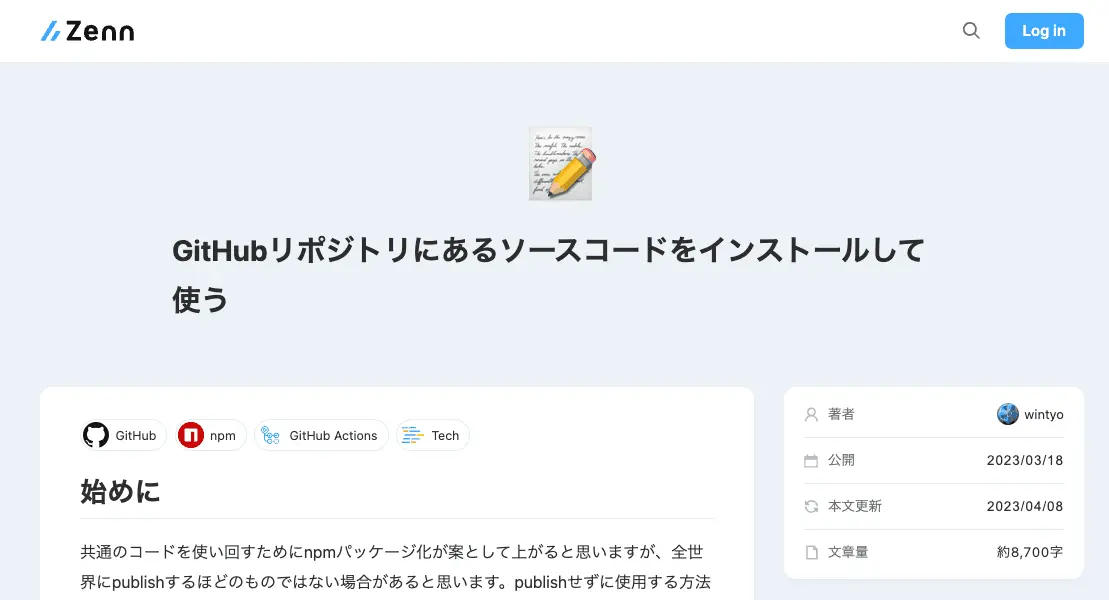 Zenn
Log in
GitHubリポジトリにあるソースコードをインストールして
使う
GitHub
npm
GitHub Actions
Tech
始めに
共通のコードを使い回すためにnpmパッケージ化が案として上がると思いますが、全世
界にpublishするほどのものではない場合があると思います。publishせずに使用する方法
著者 wintyo
公開 2023/03/18
本文更新 2023/04/08
文章量 約8,700字